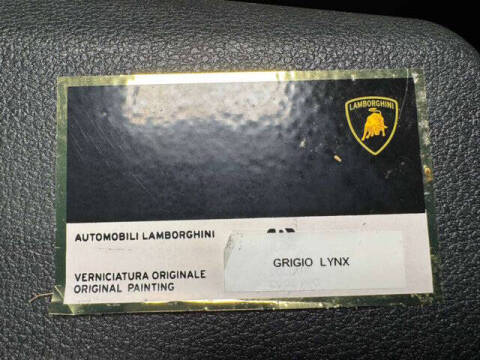 LAMBORGHINI
AUTOMOBILI LAMBORGHINI
GRIGIO LYNX
VERNICIATURA ORIGINALE
ORIGINAL PAINTING